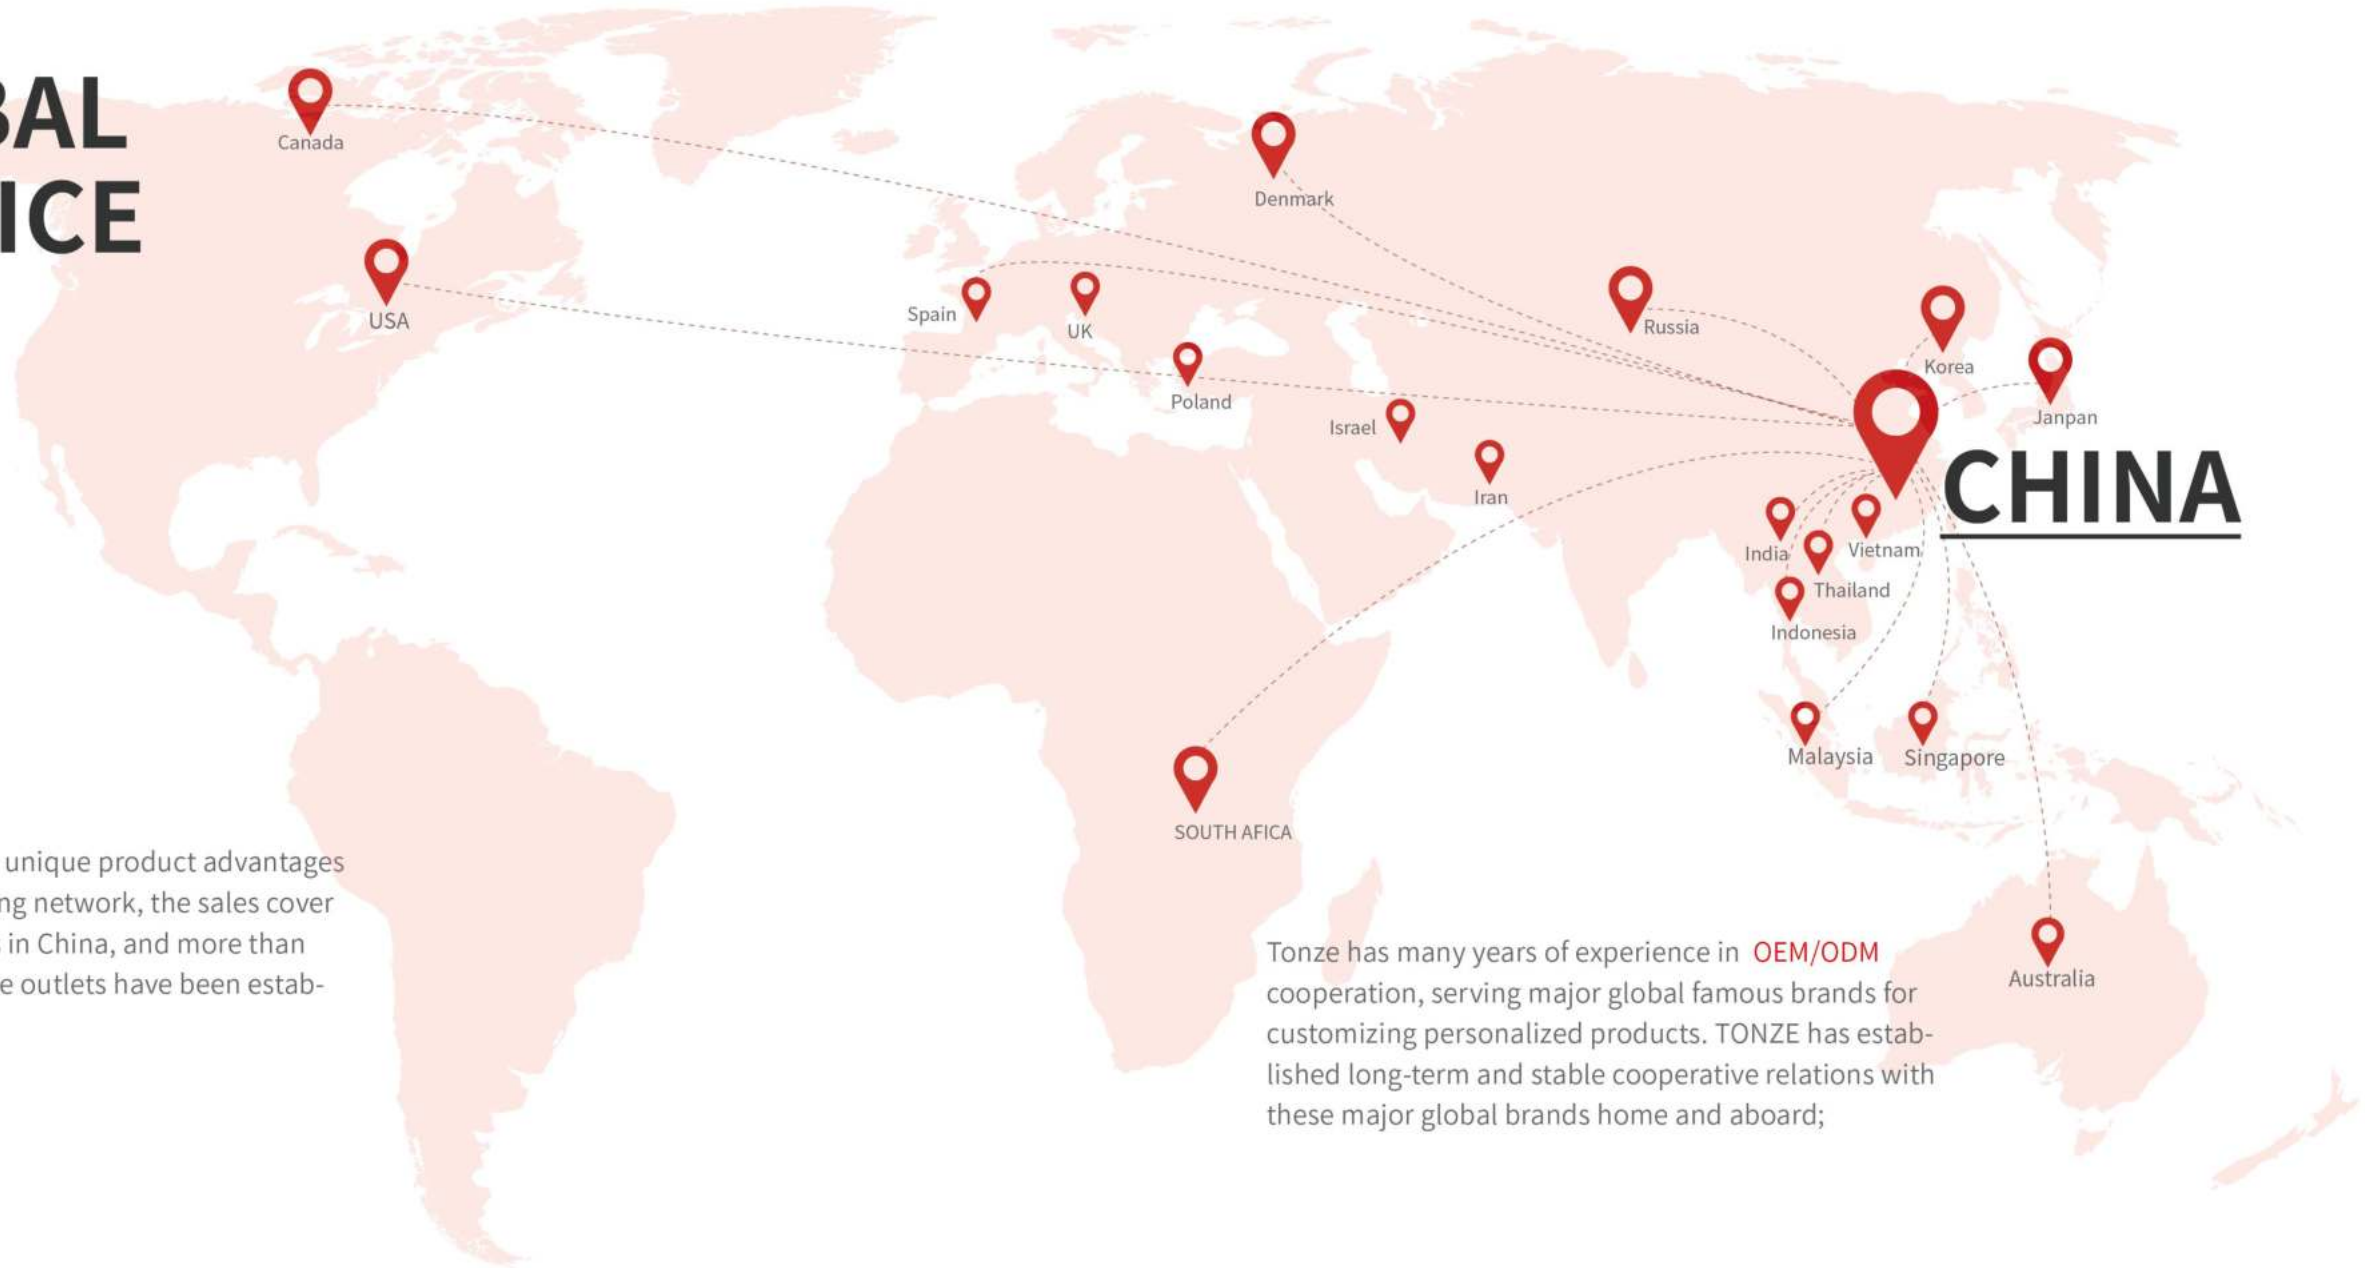 BAL
ICE
Canada
USA
Denmark
Spain
UK
Russia
Korea
Poland
Israel
Janpan
Iran
CHINA
India
Vietnam
Thailand
Indonesia
Malaysia
Singapore
SOUTH AFICA
Australia
unique product advantages
ng network, the sales cover
in China, and more than
e outlets have been estab-
Tonze has many years of experience in OEM/ODM
cooperation, serving major global famous brands for
customizing personalized products. TONZE has estab-
lished long-term and stable cooperative relations with
these major global brands home and aboard;